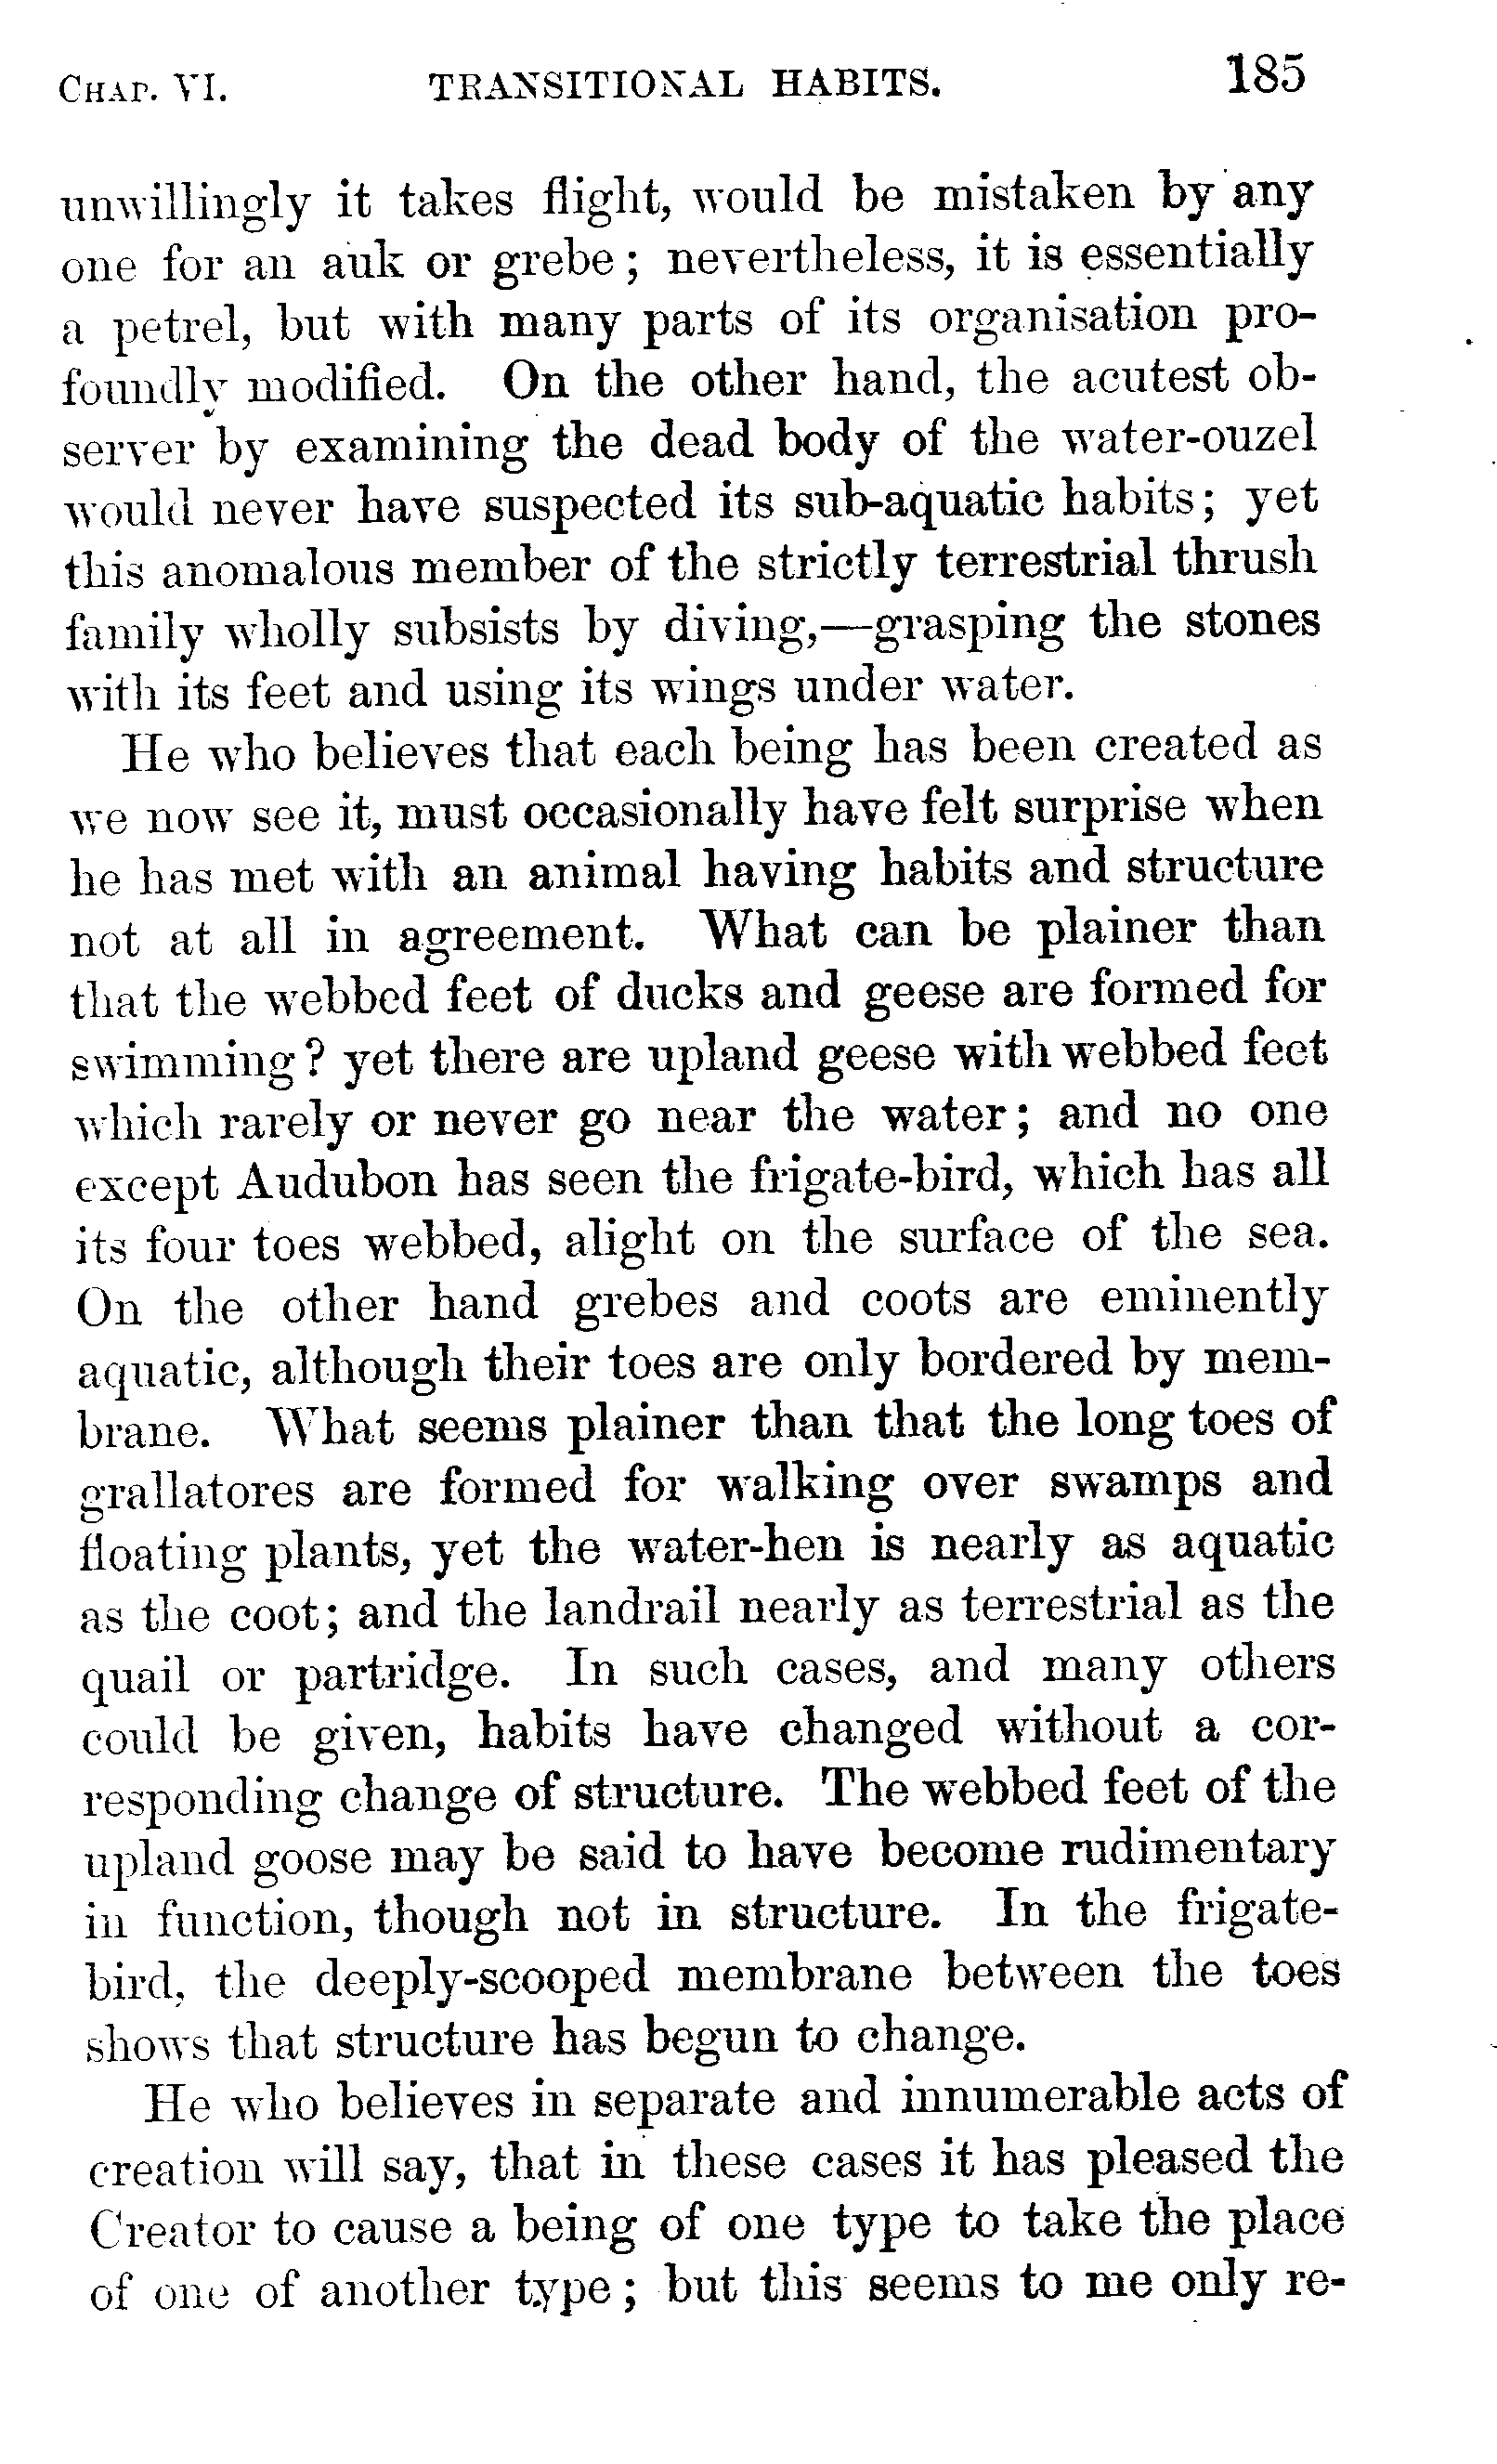 CHAP. VI. TRANSITIONAL HABITS. 185
unwillingly it takes flight, would be mistaken by any
one for an auk or grebe; nevertheless, it is essentially
a petrel, but with many parts of its organisation pro-
foundly modified. On the other hand, the acutest ob-
server by examining the dead body of the water-ouzel
would never have suspected its sub-aquatic habits; yet
this anomalous member of the strictly terrestrial thrush
family wholly subsists by diving,—grasping the stones
with its feet and using its wings under water.
He who believes that each being has been created as
we now see it, must occasionally have felt surprise when
he has met with an animal having habits and structure
not at all in agreement. What can be plainer than
that the webbed feet of ducks and geese are formed for
swimming? yet there are upland geese with webbed feet
which rarely or never go near the water; and no one
except Audubon has seen the frigate-bird, which has all
its four toes webbed, alight on the surface of the sea.
On the other hand grebes and coots are eminently
aquatic, although their toes are only bordered by mem-
brane. What seems plainer than that the long toes of
grallatores are formed for walking over swamps and
floating plants, yet the water-hen is nearly as aquatic
as the coot; and the landrail nearly as terrestrial as the
quail or partridge. In such cases, and many others
could be given, habits have changed without a cor-
responding change of structure. The webbed feet of the
upland goose may be said to have become rudimentary
in function, though not in structure. In the frigate-
bird, the deeply-scooped membrane between the toes
shows that structure has begun to change.
He who believes in separate and innumerable acts of
creation will say, that in these cases it has pleased the
Creator to cause a being of one type to take the place
of one of another type; but this seems to me only re-